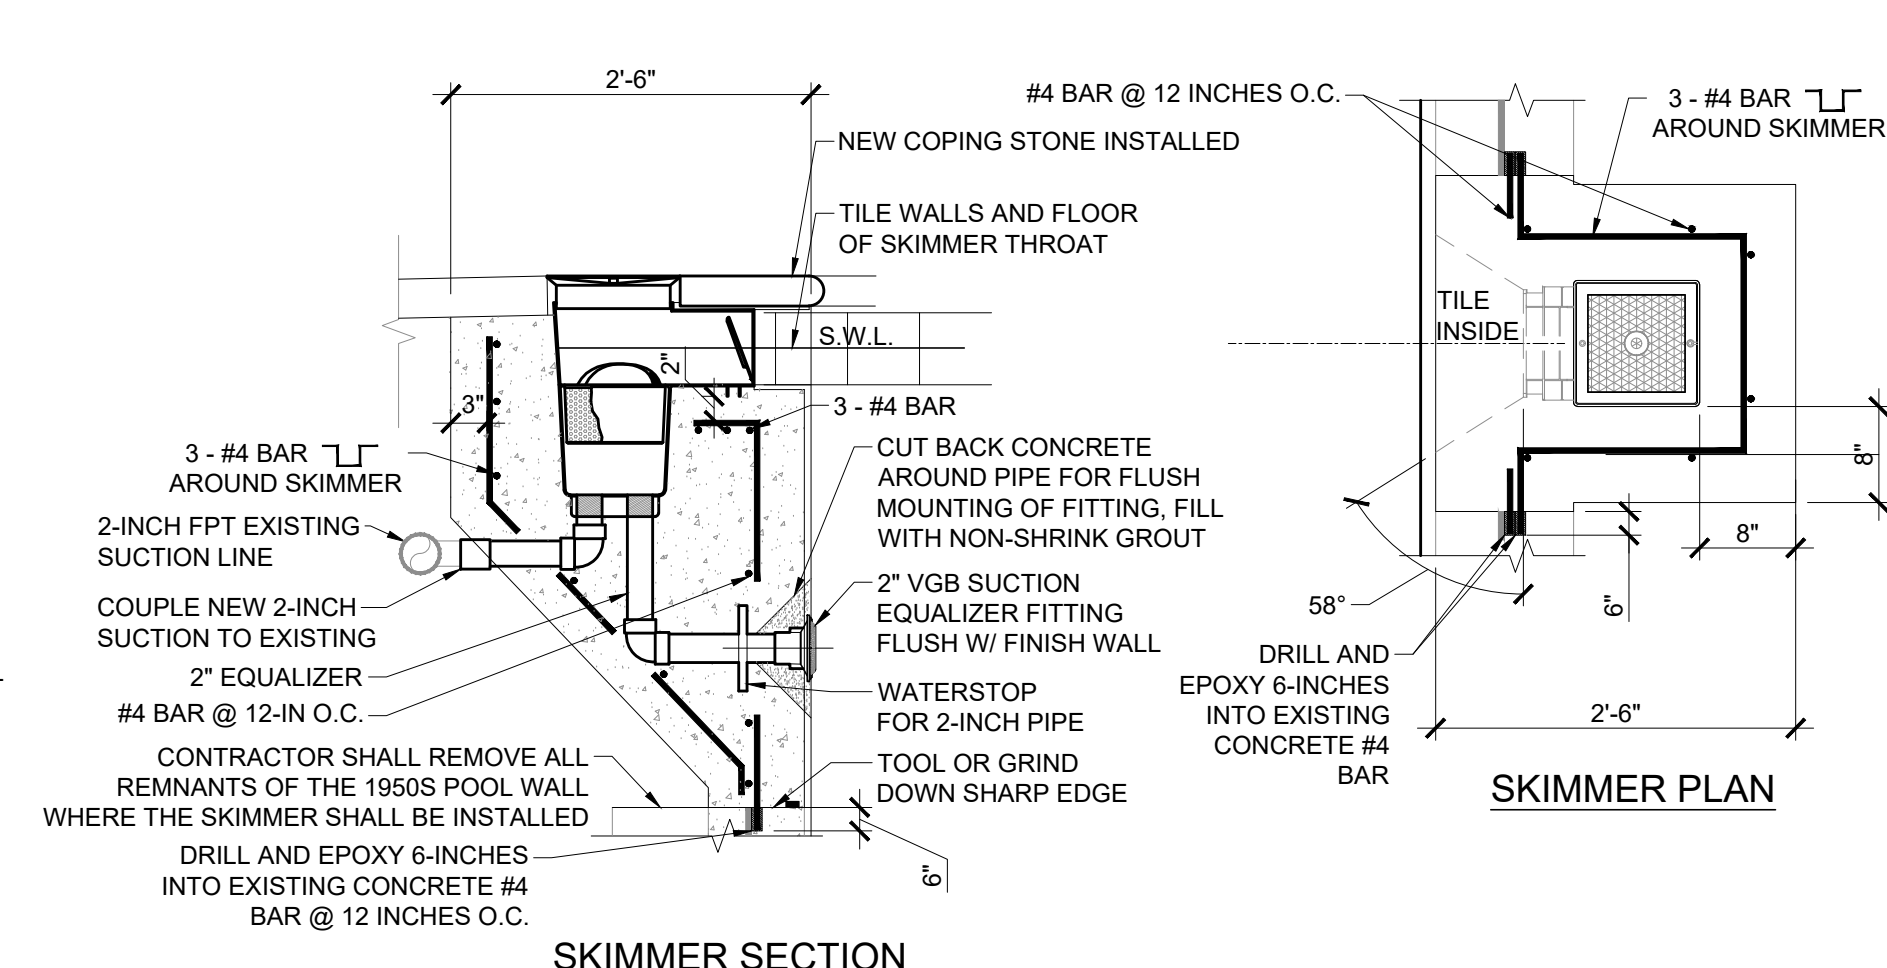 2'-6"
NEW COPING STONE INSTALLED
TILE WALLS AND FLOOR
OF SKIMMER THROAT
S.W.L.
2"
3"
3 - #4 BAR
3 - #4 BAR
AROUND SKIMMER
CUT BACK CONCRETE
AROUND PIPE FOR FLUSH
MOUNTING OF FITTING, FILL
WITH NON-SHRINK GROUT
2-INCH FPT EXISTING
SUCTION LINE
2" VGB SUCTION
EQUALIZER FITTING
FLUSH W/ FINISH WALL
COUPLE NEW 2-INCH
SUCTION TO EXISTING
2" EQUALIZER
#4 BAR @ 12-IN O.C.
WATERSTOP
FOR 2-INCH PIPE
CONTRACTOR SHALL REMOVE ALL
REMNANTS OF THE 1950S POOL WALL
WHERE THE SKIMMER SHALL BE INSTALLED
TOOL OR GRIND
DOWN SHARP EDGE
DRILL AND EPOXY 6-INCHES
INTO EXISTING CONCRETE #4
BAR @ 12 INCHES O.C.
6"
SKIMMER SECTION
#4 BAR @ 12 INCHES O.C.
3 - #4 BAR
AROUND SKIMMER
TILE
INSIDE
8"
8"
6"
58°
DRILL AND
EPOXY 6-INCHES
INTO EXISTING
CONCRETE #4
BAR
2'-6"
SKIMMER PLAN